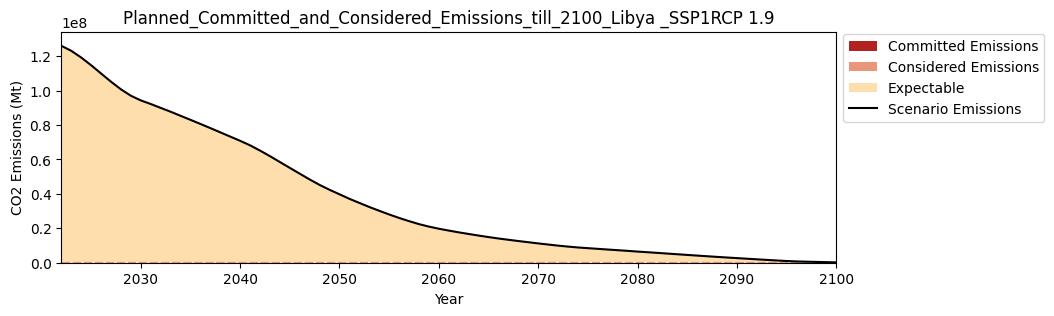 Planned_Committed_and_Considered_Emissions_till_2100_Libya _SSP1RCP 1.9
1e8
1.2
1.0
0.8
0.6
0.4
0.2
0.0
CO2 Emissions (Mt)
2030 2040 2050 2060 2070 2080 2090 2100
Year
Committed Emissions
Considered Emissions
Expectable
Scenario Emissions